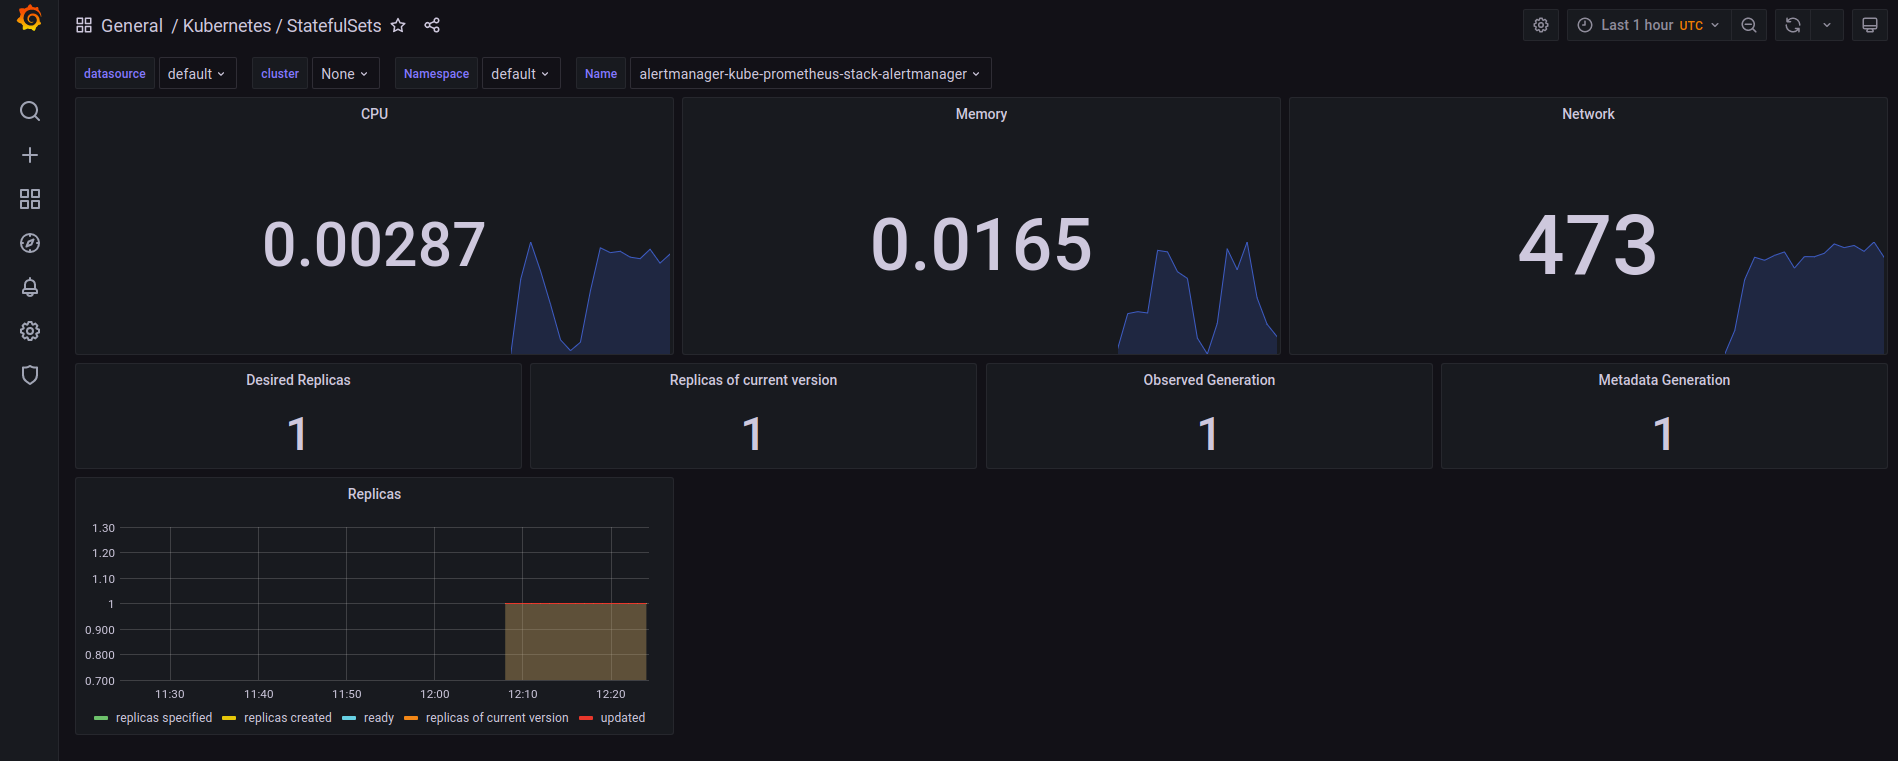 General / Kubernetes / StatefulSets
Last 1 hour UTC
datasource default cluster None Namespace default Name alertmanager-kube-prometheus-stack-alertmanager
CPU
0.00287
Memory
0.0165
Network
473
Desired Replicas
1
Replicas of current version
1
Observed Generation
1
Metadata Generation
1
Replicas
1.30
1.20
1.10
1
0.900
0.800
0.700
11:30 11:40 11:50 12:00 12:10 12:20
replicas specified replicas created ready replicas of current version updated